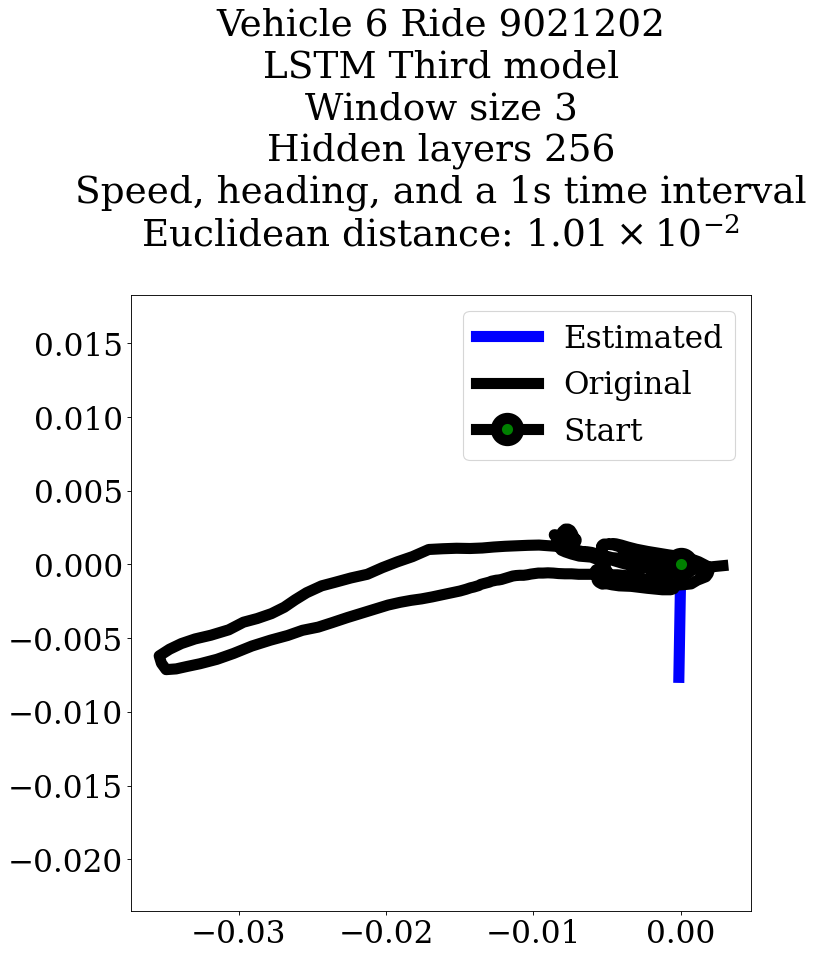 Vehicle 6 Ride 9021202
LSTM Third model
Window size 3
Hidden layers 256
Speed, heading, and a 1s time interval
Euclidean distance: 1.01 × 10⁻²
Estimated
Original
Start
0.015
0.010
0.005
0.000
−0.005
−0.010
−0.015
−0.020
−0.03 −0.02 −0.01 0.00